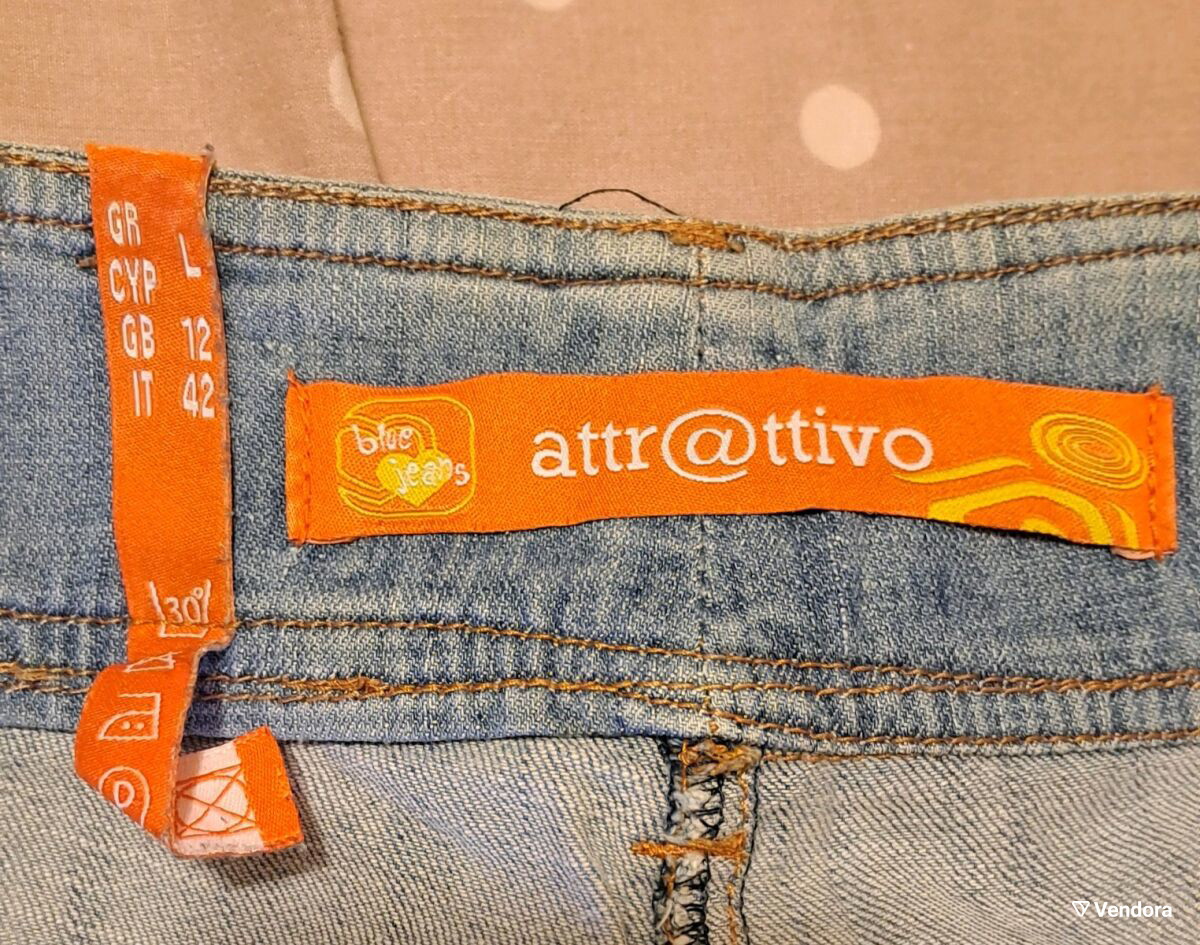 GR L
CYP
GB 12
IT 42
30°
P
blue
jeans
attr@ttivo
Vendora